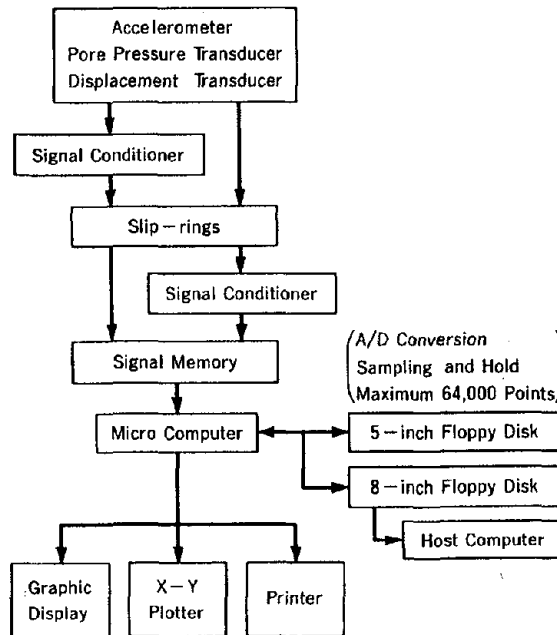 Accelerometer
Pore Pressure Transducer
Displacement Transducer
Signal Conditioner
Slip-rings
Signal Conditioner
Signal Memory
(A/D Conversion
Sampling and Hold
Maximum 64,000 Points)
Micro Computer
5-inch Floppy Disk
8-inch Floppy Disk
Host Computer
Graphic
Display
X-Y
Plotter
Printer